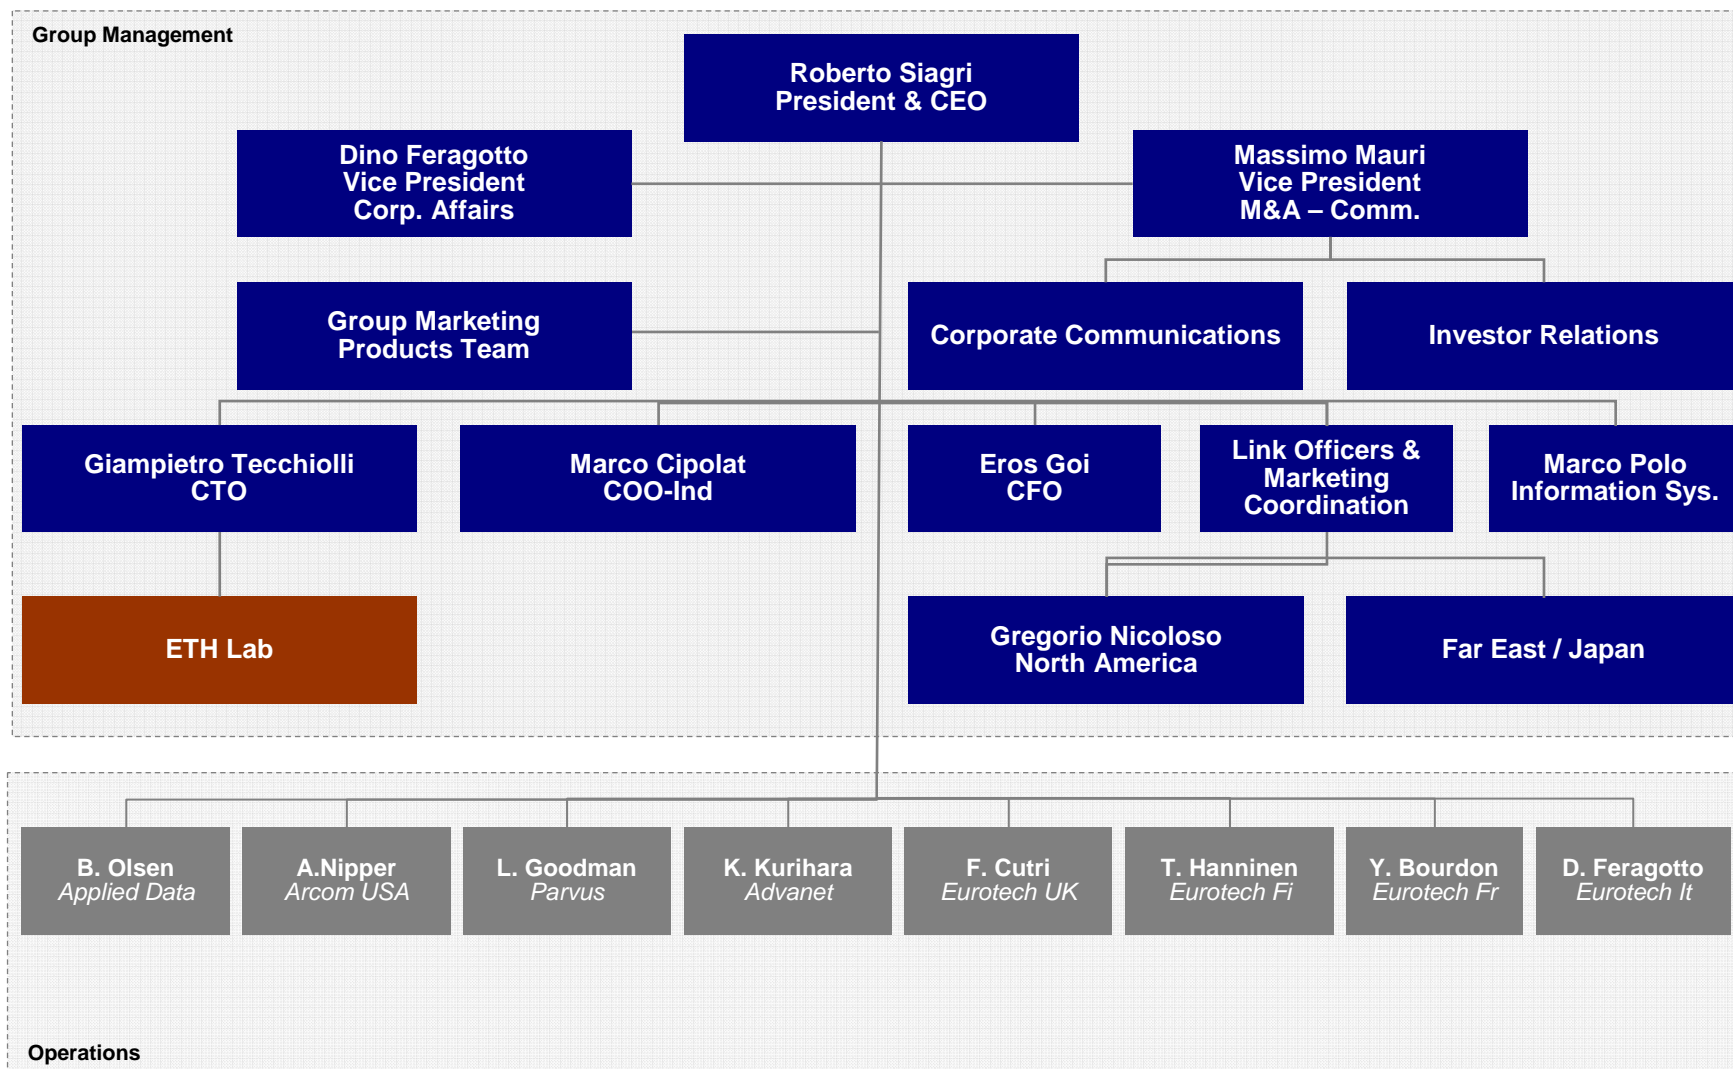 Group Management
Roberto Siagri
President & CEO
Dino Feragotto
Vice President
Corp. Affairs
Massimo Mauri
Vice President
M&A – Comm.
Group Marketing
Products Team
Corporate Communications
Investor Relations
Giampietro Tecchiolli
CTO
Marco Cipolat
COO-Ind
Eros Goi
CFO
Link Officers &
Marketing
Coordination
Marco Polo
Information Sys.
ETH Lab
Gregorio Nicoloso
North America
Far East / Japan
B. Olsen
Applied Data
A.Nipper
Arcom USA
L. Goodman
Parvus
K. Kurihara
Advanet
F. Cutri
Eurotech UK
T. Hanninen
Eurotech Fi
Y. Bourdon
Eurotech Fr
D. Feragotto
Eurotech It
Operations